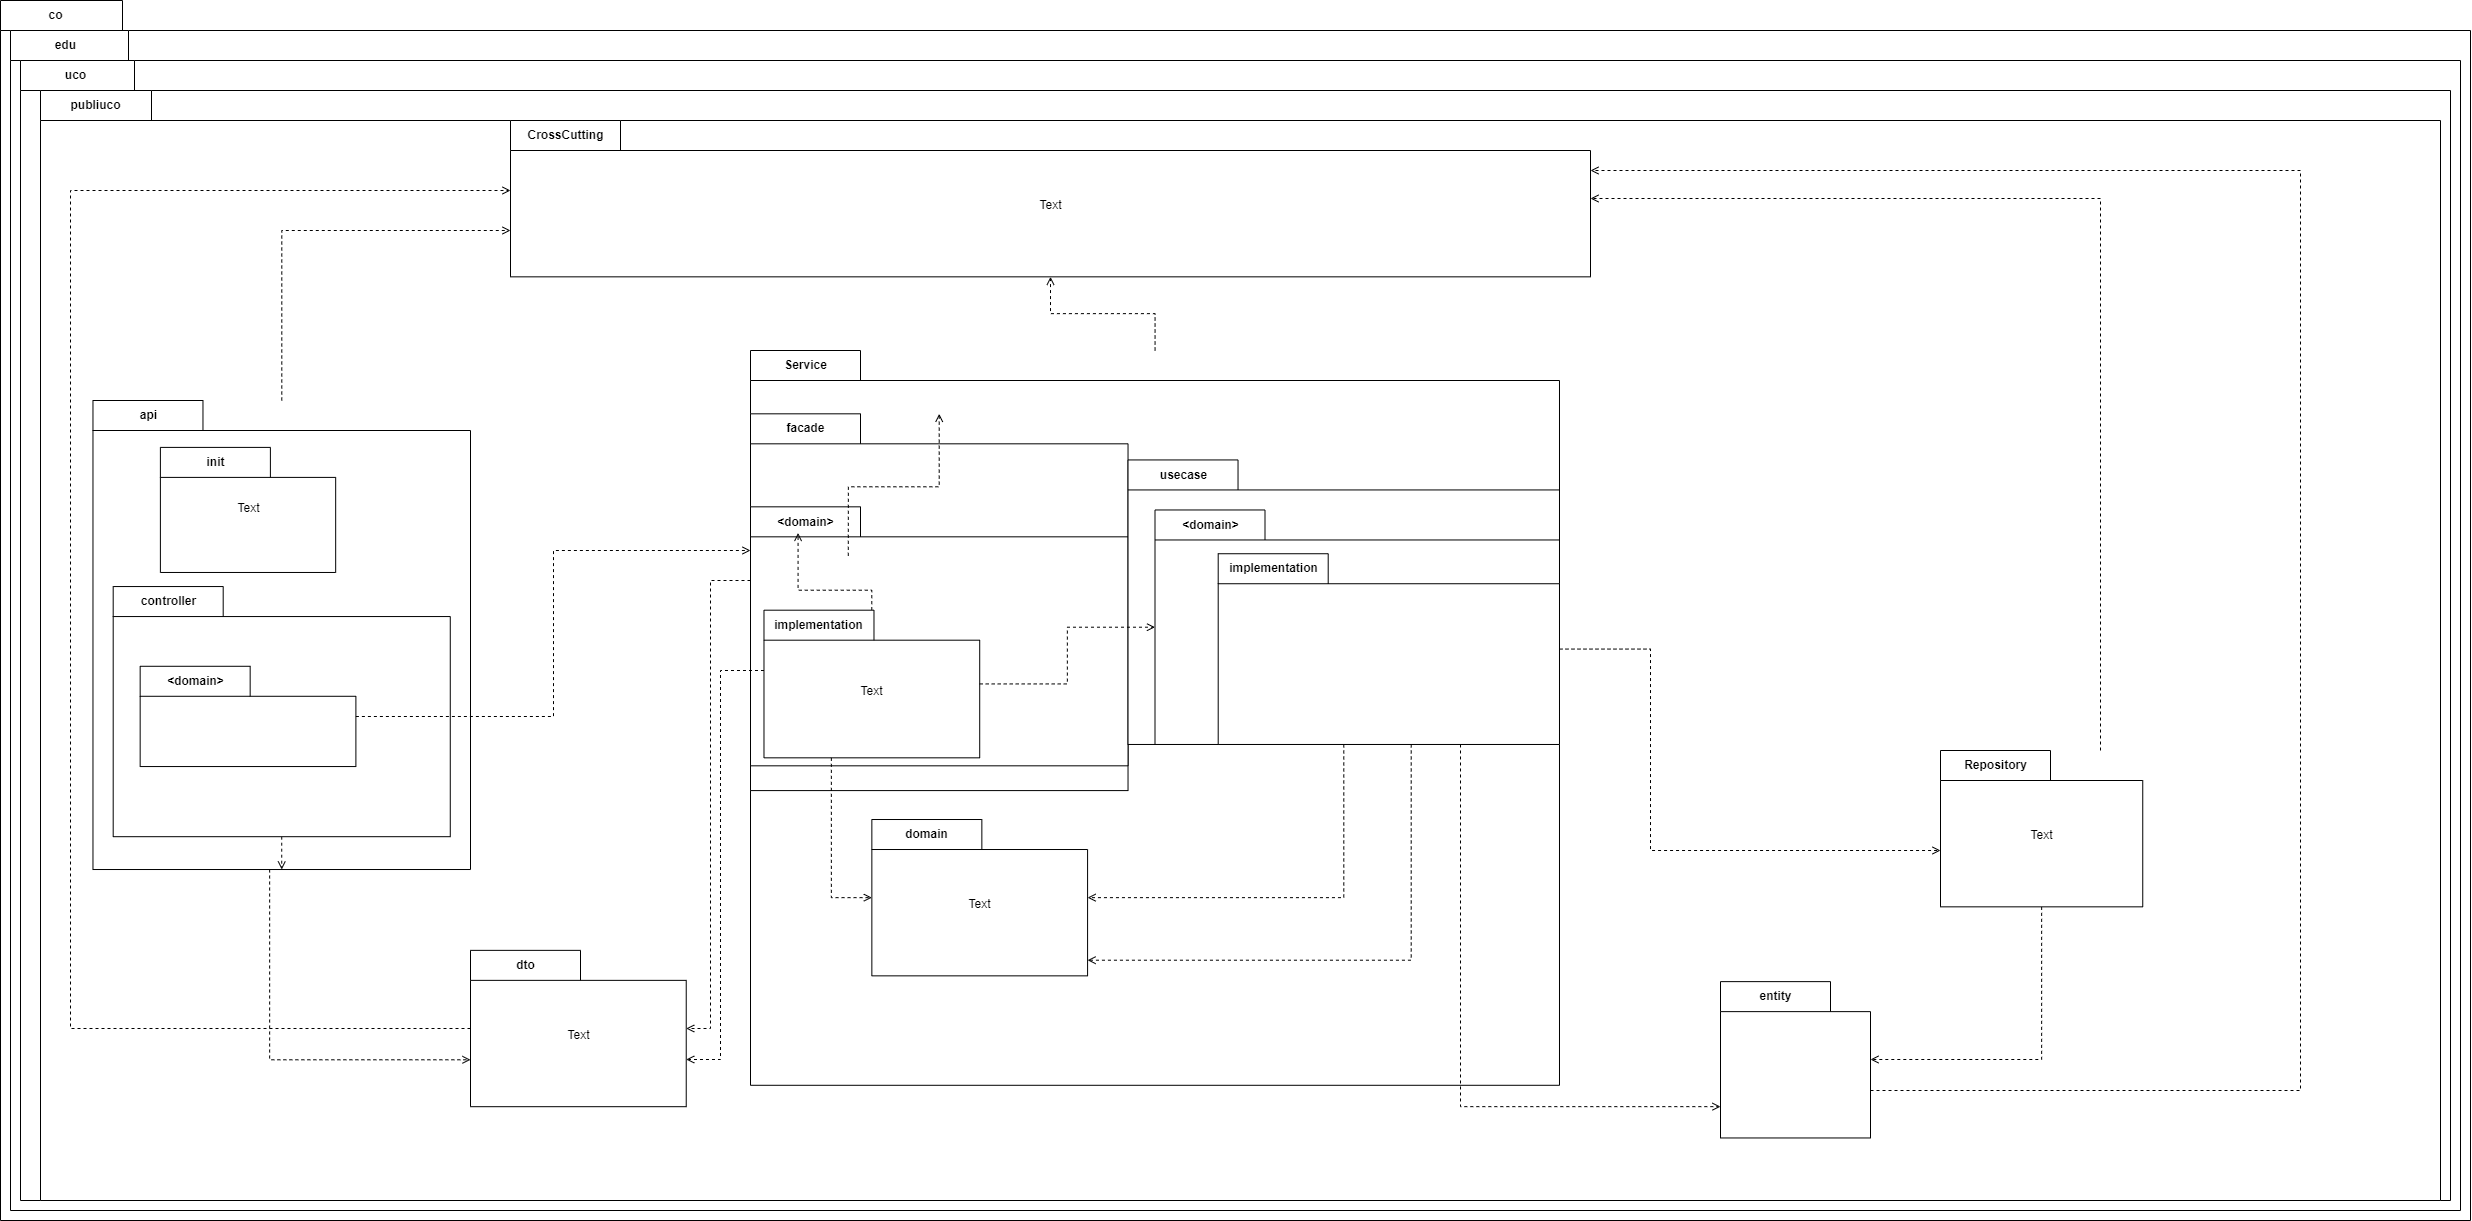 co
edu
uco
publiuco
CrossCutting
Text
Service
api
facade
init
usecase
Text
<domain>
<domain>
implementation
controller
implementation
<domain>
Text
Repository
domain
Text
Text
dto
entity
Text